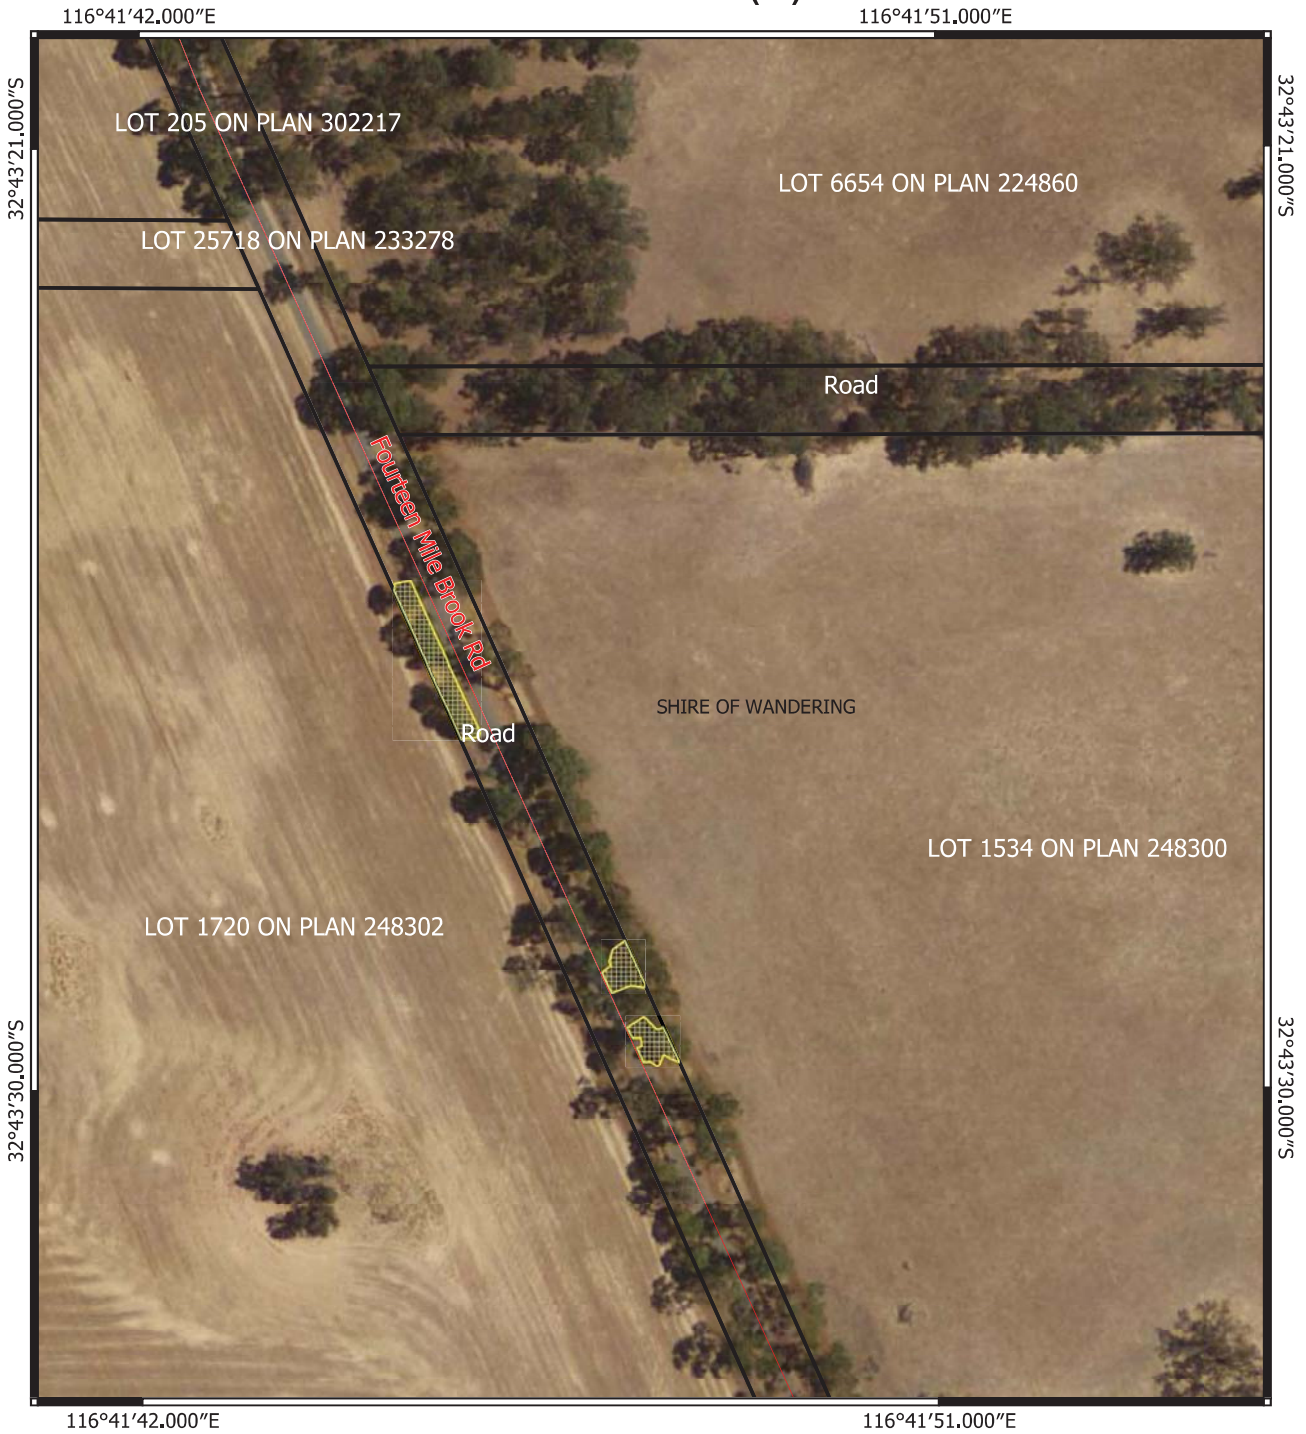 116°41'42.000"E
116°41'51.000"E
32°43'21.000"S
32°43'21.000"S
LOT 205 ON PLAN 302217
LOT 6654 ON PLAN 224860
LOT 25718 ON PLAN 233278
Road
Fourteen Mile Brook Rd
SHIRE OF WANDERING
Road
LOT 1534 ON PLAN 248300
LOT 1720 ON PLAN 248302
32°43'30.000"S
32°43'30.000"S
116°41'42.000"E
116°41'51.000"E